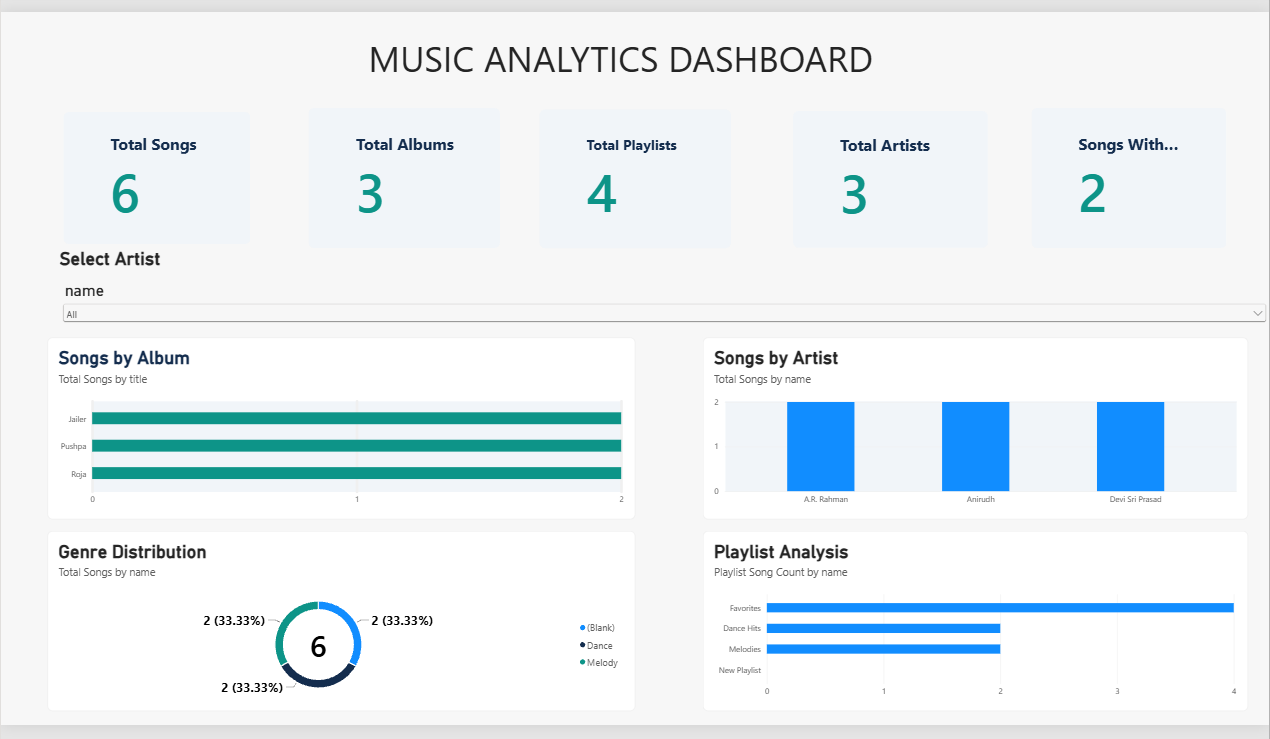 MUSIC ANALYTICS DASHBOARD
Total Songs
6
Total Albums
3
Total Playlists
4
Total Artists
3
Songs With...
2
Select Artist
name
All
Songs by Album
Total Songs by title
Jailer
Pushpa
Roja
0 1 2
Songs by Artist
Total Songs by name
2
1
0
A.R. Rahman Anirudh Devi Sri Prasad
Genre Distribution
Total Songs by name
2 (33.33%) 2 (33.33%)
6
2 (33.33%)
(Blank)
Dance
Melody
Playlist Analysis
Playlist Song Count by name
Favorites
Dance Hits
Melodies
New Playlist
0 1 2 3 4